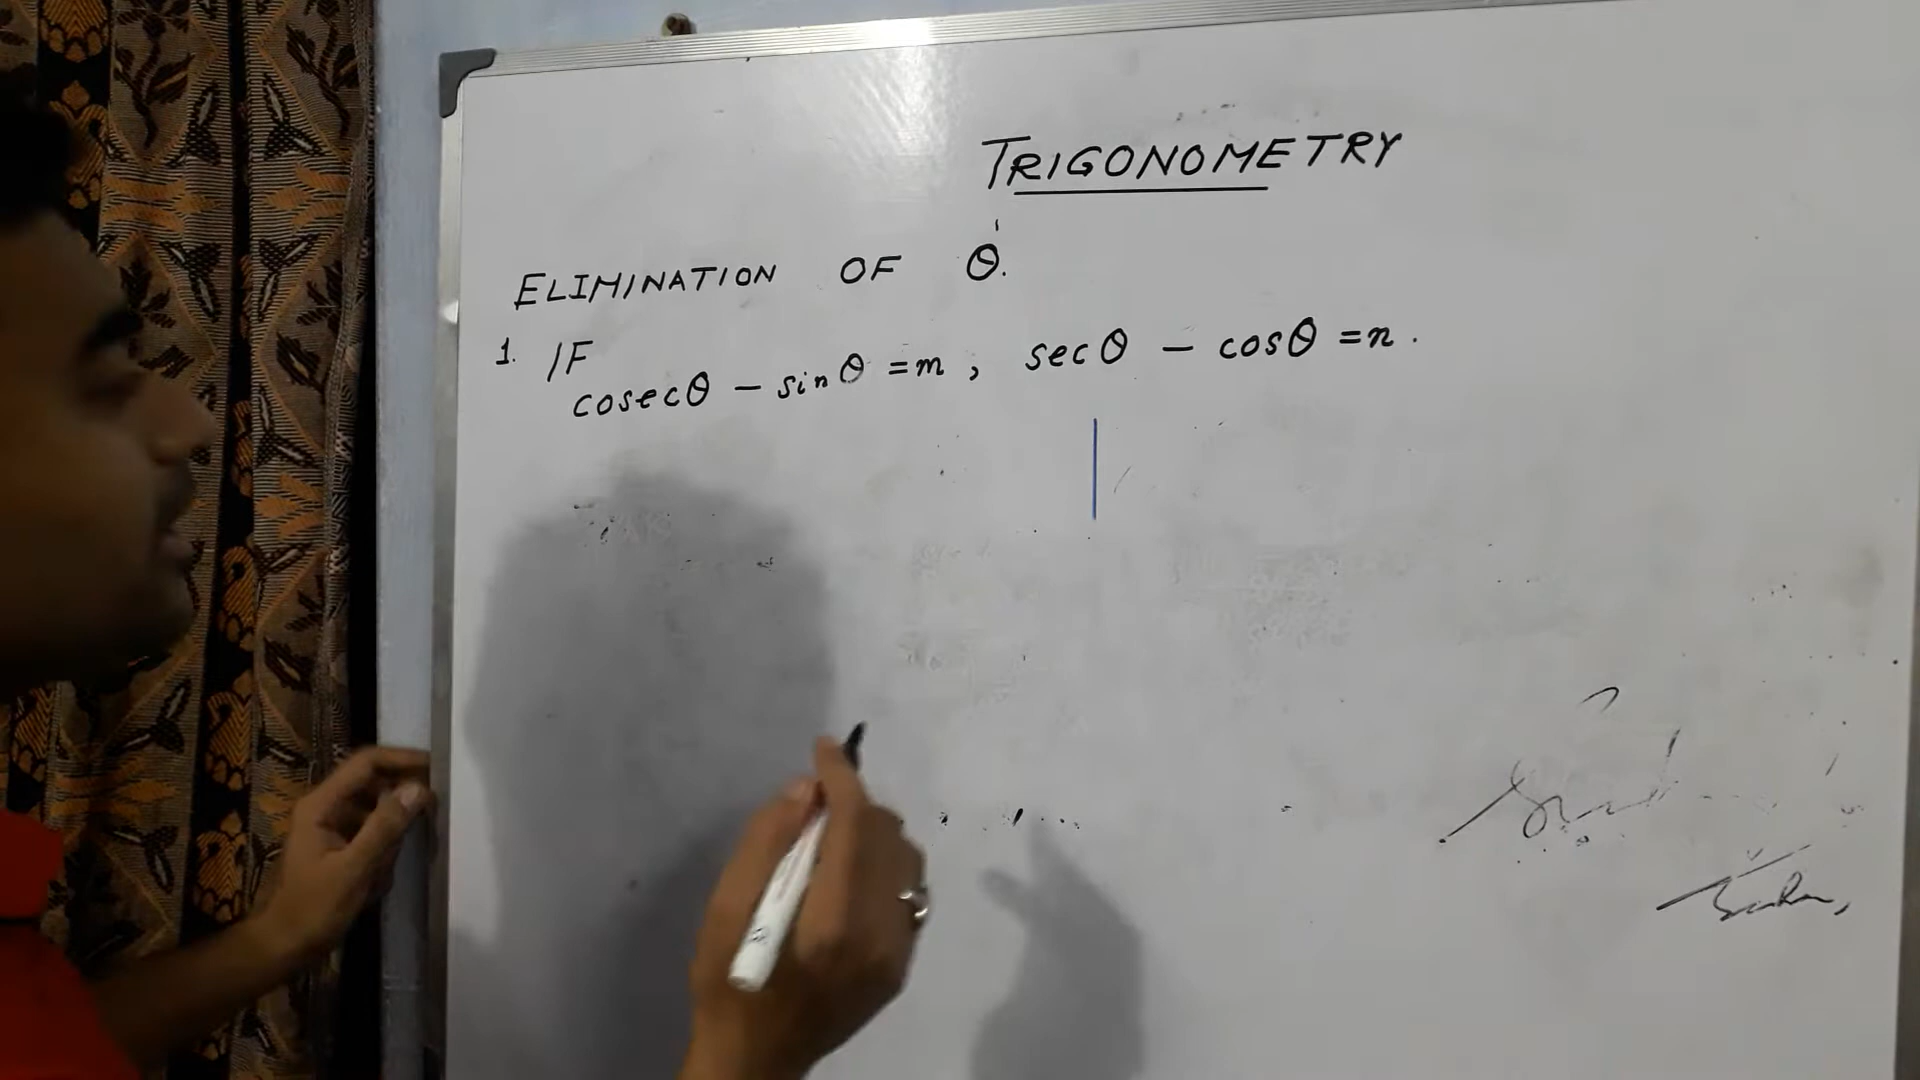 TRIGONOMETRY
ELIMINATION OF θ.
1. IF
cosecθ – sinθ = m , secθ – cosθ = n .